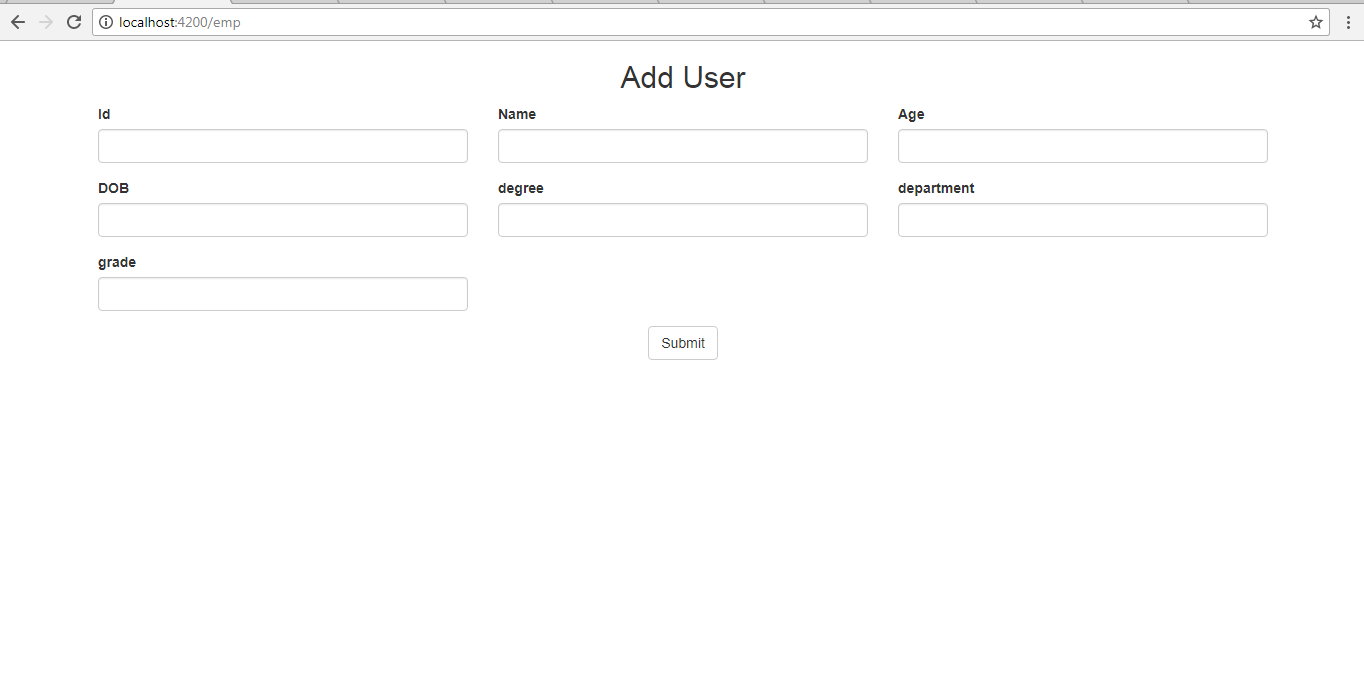 localhost:4200/emp
Add User
Id Name Age
DOB degree department
grade
Submit